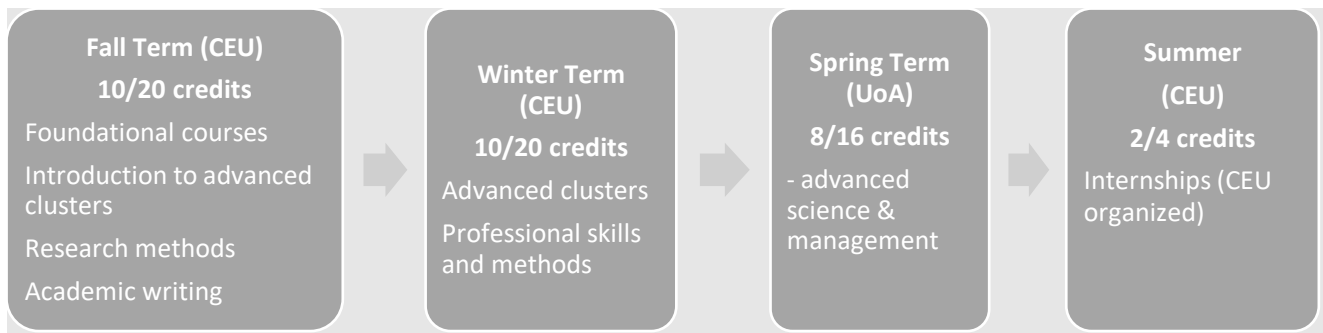 Fall Term (CEU)
10/20 credits
Foundational courses
Introduction to advanced
clusters
Research methods
Academic writing
Winter Term
(CEU)
10/20 credits
Advanced clusters
Professional skills
and methods
Spring Term
(UoA)
8/16 credits
- advanced
science &
management
Summer
(CEU)
2/4 credits
Internships (CEU
organized)